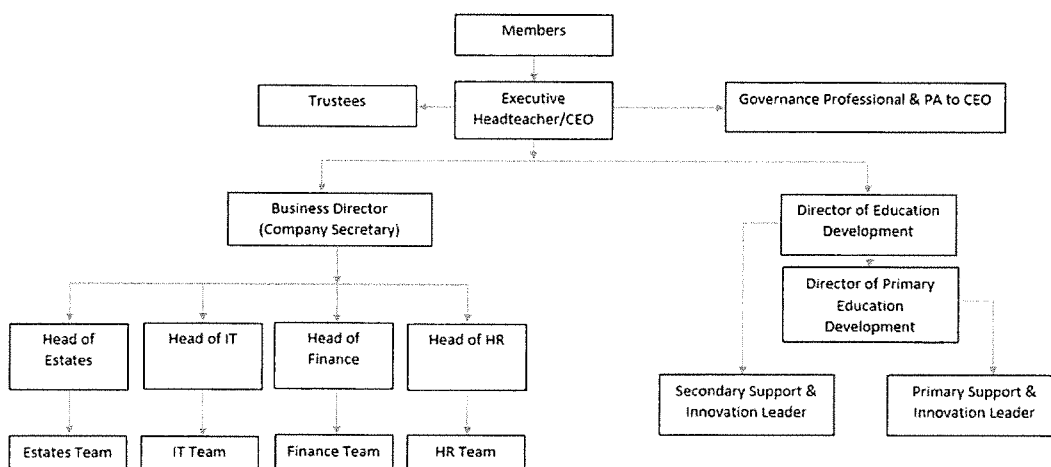 Members
Trustees
Executive
Headteacher/CEO
Governance Professional & PA to CEO
Business Director
(Company Secretary)
Director of Education
Development
Director of Primary
Education
Development
Head of
Estates
Head of IT
Head of
Finance
Head of HR
Secondary Support &
Innovation Leader
Primary Support &
Innovation Leader
Estates Team
IT Team
Finance Team
HR Team